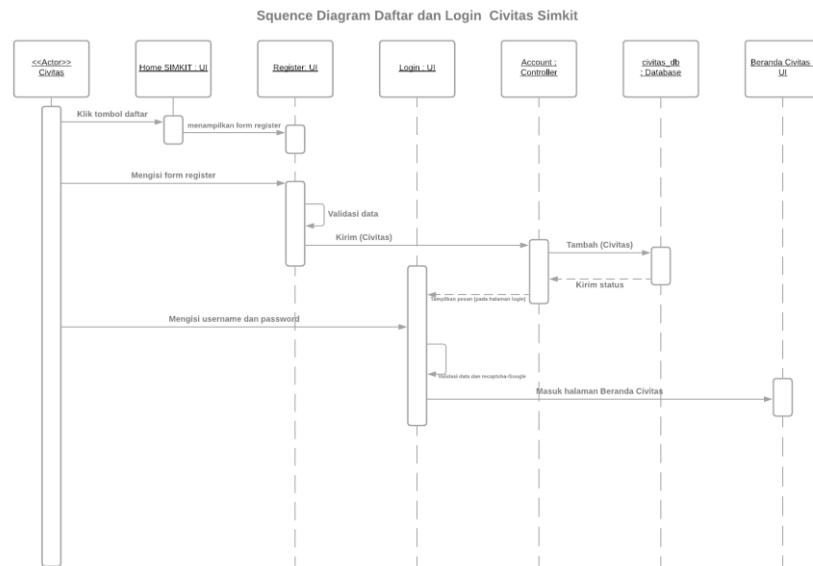 Squence Diagram Daftar dan Login Civitas Simkit
<<Actor>>
Civitas
Home SIMKIT : UI
Register: UI
Login : UI
Account :
Controller
civitas_db
: Database
Beranda Civitas
UI
Klik tombol daftar
menampilkan form register
Mengisi form register
Validasi data
Kirim (Civitas)
Tambah (Civitas)
Kirim status
Tampilkan pesan (pada halaman login)
Mengisi username dan password
Validasi data dan recaptcha-Google
Masuk halaman Beranda Civitas